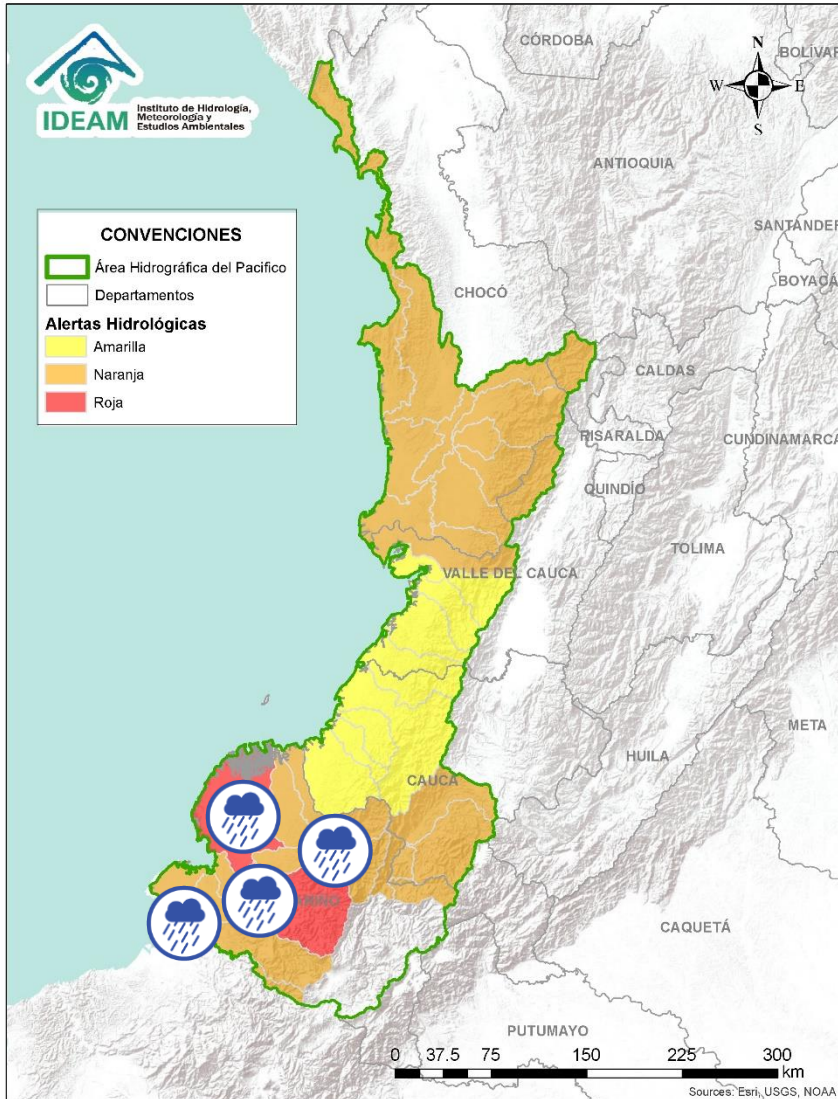 IDEAM
Instituto de Hidrología,
Meteorología y
Estudios Ambientales
CÓRDOBA
BOLÍVAR
N
W
E
S
ANTIOQUIA
SANTANDER
BOYACÁ
CONVENCIONES
Área Hidrográfica del Pacifico
Departamentos
Alertas Hidrológicas
Amarilla
Naranja
Roja
CHOCÓ
CALDAS
RISARALDA
CUNDINAMARCA
QUINDÍO
TOLIMA
VALLE DEL CAUCA
META
HUILA
CAUCA
CAQUETÁ
PUTUMAYO
0 37.5 75 150 225 300
km
Sources: Esri, USGS, NOAA